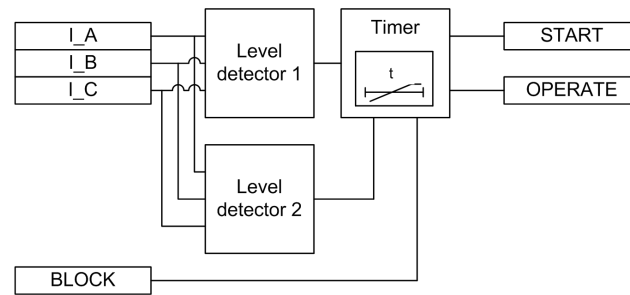 I_A
I_B
I_C
Level
detector 1
Timer
t
START
OPERATE
Level
detector 2
BLOCK